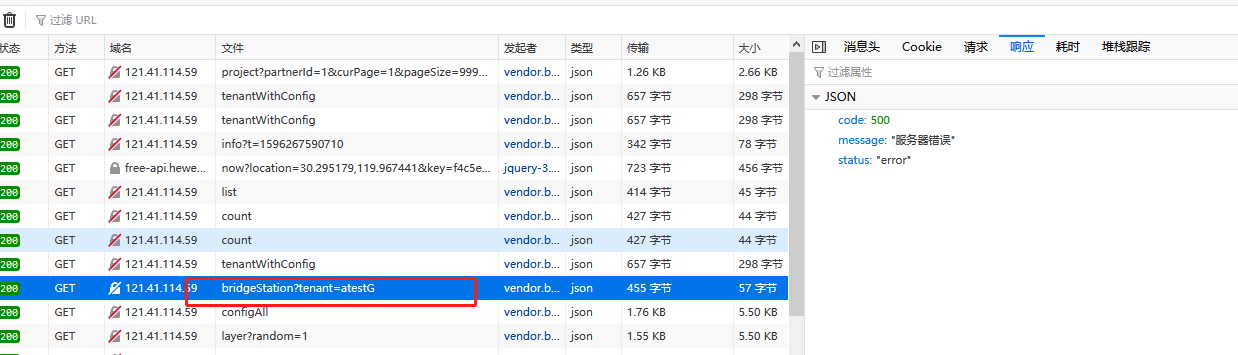 过滤 URL
状态 方法 域名 文件 发起者 类型 传输 大小
200 GET 121.41.114.59 project?partnerId=1&curPage=1&pageSize=999... vendor.b... json 1.26 KB 2.66 KB
200 GET 121.41.114.59 tenantWithConfig vendor.b... json 657 字节 298 字节
200 GET 121.41.114.59 tenantWithConfig vendor.b... json 657 字节 298 字节
200 GET 121.41.114.59 info?t=1596267590710 vendor.b... json 342 字节 78 字节
200 GET free-api.hewe... now?location=30.295179,119.967441&key=f4c5e... jquery-3.... json 723 字节 456 字节
200 GET 121.41.114.59 list vendor.b... json 414 字节 45 字节
200 GET 121.41.114.59 count vendor.b... json 427 字节 44 字节
200 GET 121.41.114.59 count vendor.b... json 427 字节 44 字节
200 GET 121.41.114.59 tenantWithConfig vendor.b... json 657 字节 298 字节
200 GET 121.41.114.59 bridgeStation?tenant=atestG vendor.b... json 455 字节 57 字节
200 GET 121.41.114.59 configAll vendor.b... json 1.76 KB 5.50 KB
200 GET 121.41.114.59 layer?random=1 vendor.b... json 1.55 KB 5.50 KB
消息头 Cookie 请求 响应 耗时 堆栈跟踪
过滤属性
JSON
code: 500
message: "服务器错误"
status: "error"